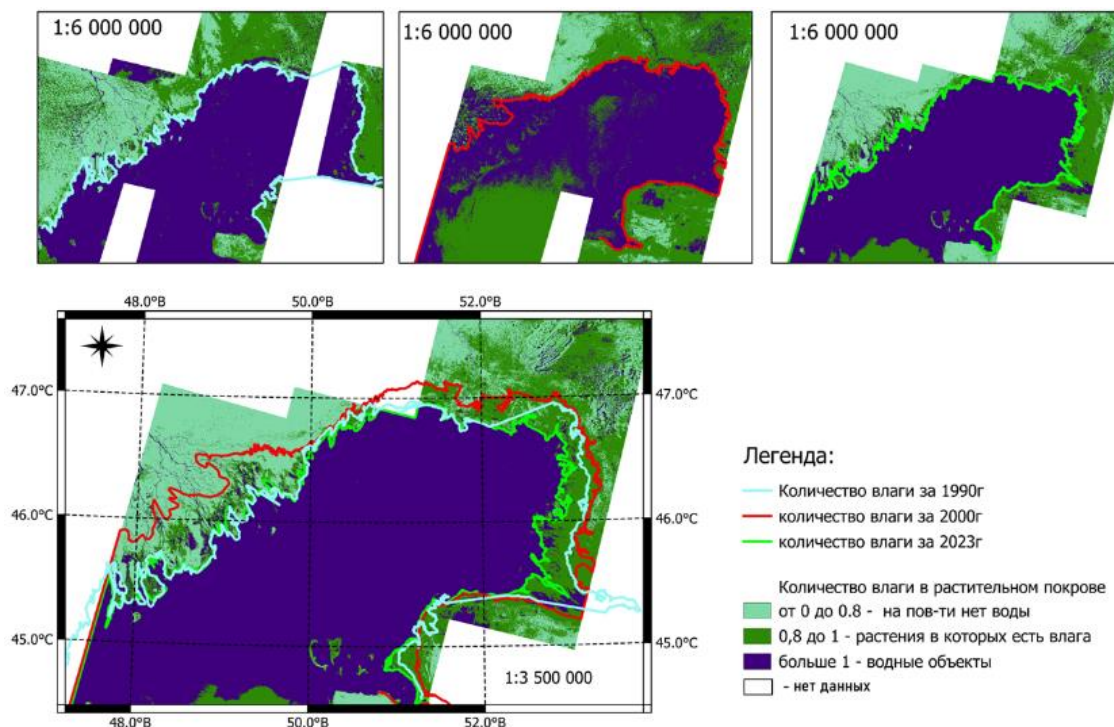 1:6 000 000
1:6 000 000
1:6 000 000
48.0°В
50.0°В
52.0°В
47.0°С
47.0°С
46.0°С
46.0°С
45.0°С
45.0°С
1:3 500 000
48.0°В
50.0°В
52.0°В
Легенда:
Количество влаги за 1990г
количество влаги за 2000г
количество влаги за 2023г
Количество влаги в растительном покрове
от 0 до 0.8 - на пов-ти нет воды
0,8 до 1 - растения в которых есть влага
больше 1 - водные объекты
- нет данных